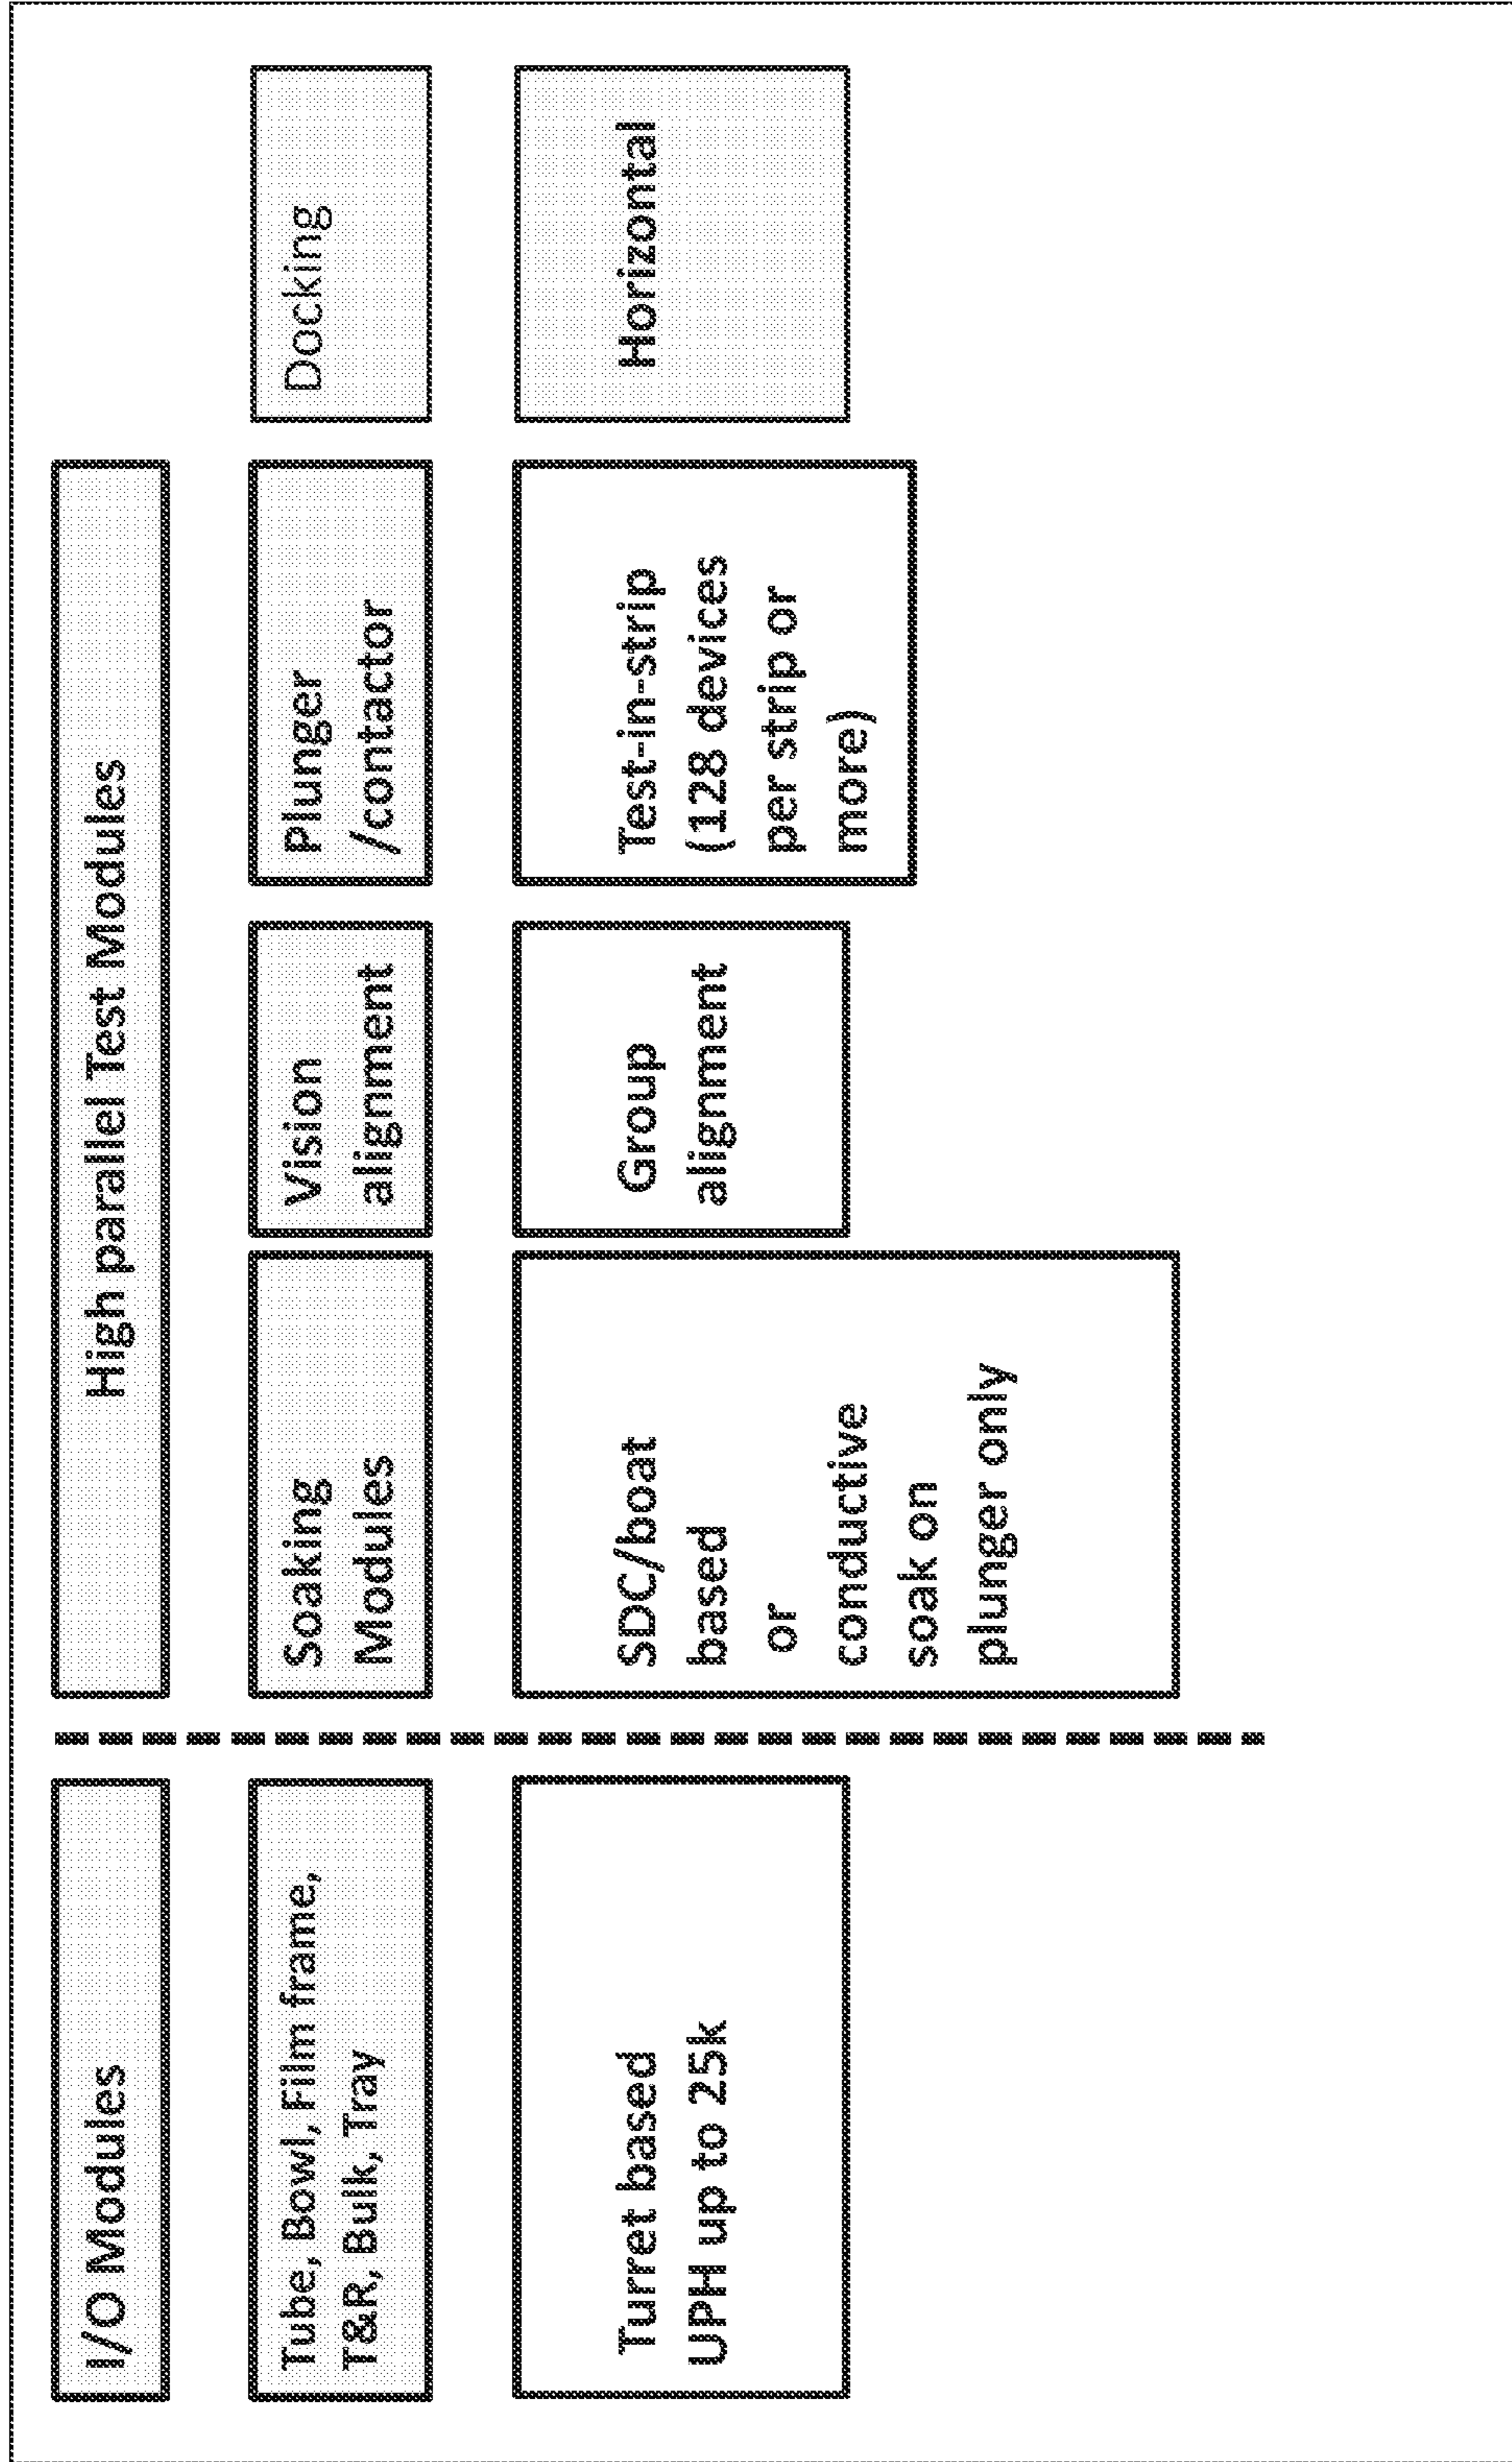 I/O Modules
High parallel Test Modules
Tube, Bowl, Film frame,
T&R, Bulk, Tray
Soaking
Modules
Vision
alignment
Plunger
/contactor
Docking
Turret based
UPH up to 25k
SDC/boat
based
or
conductive
soak on
plunger only
Group
alignment
Test-in-strip
(128 devices
per strip or
more)
Horizontal